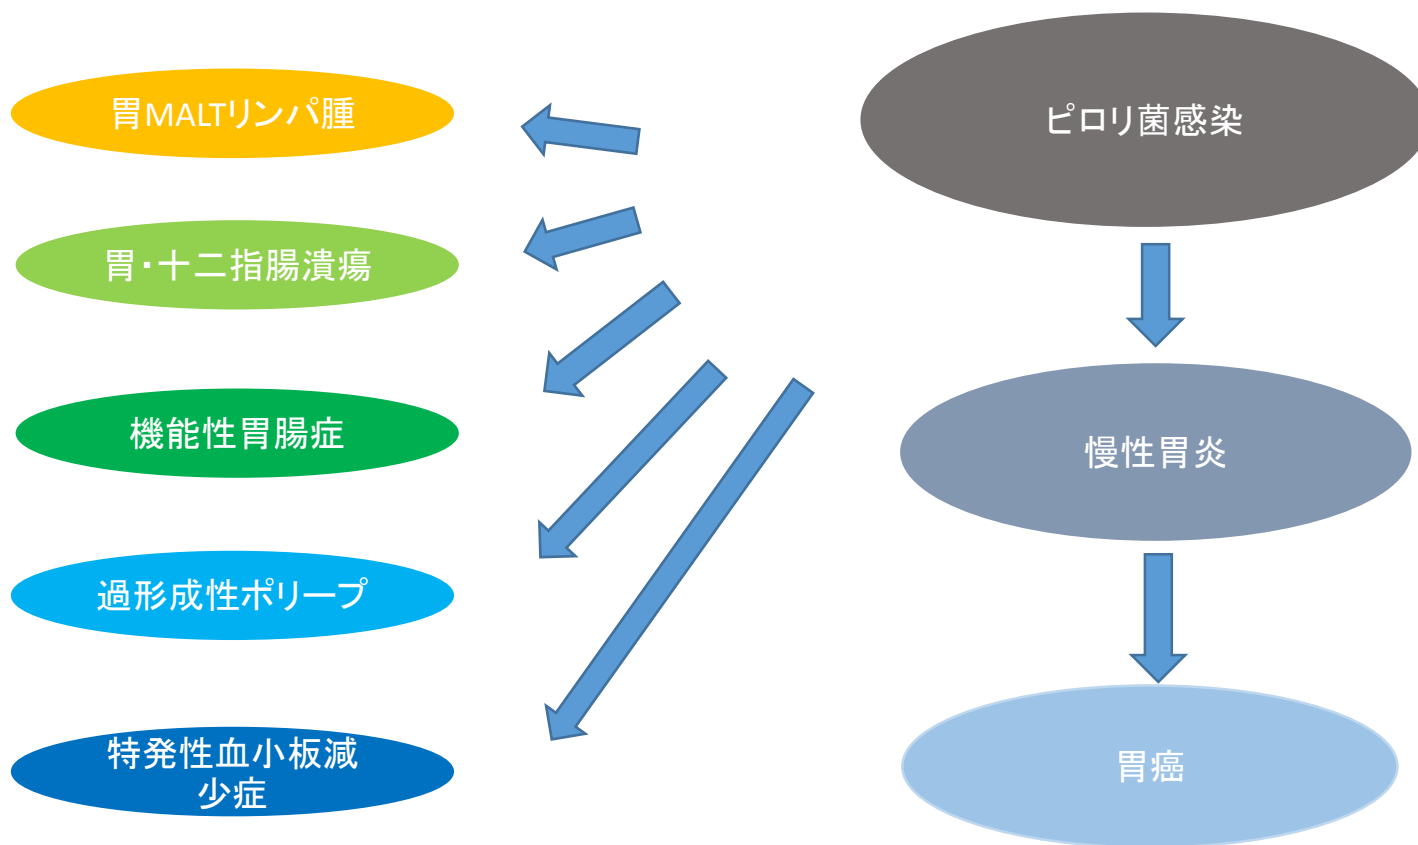 胃MALTリンパ腫
ピロリ菌感染
胃・十二指腸潰瘍
機能性胃腸症
慢性胃炎
過形成性ポリープ
特発性血小板減
少症
胃癌